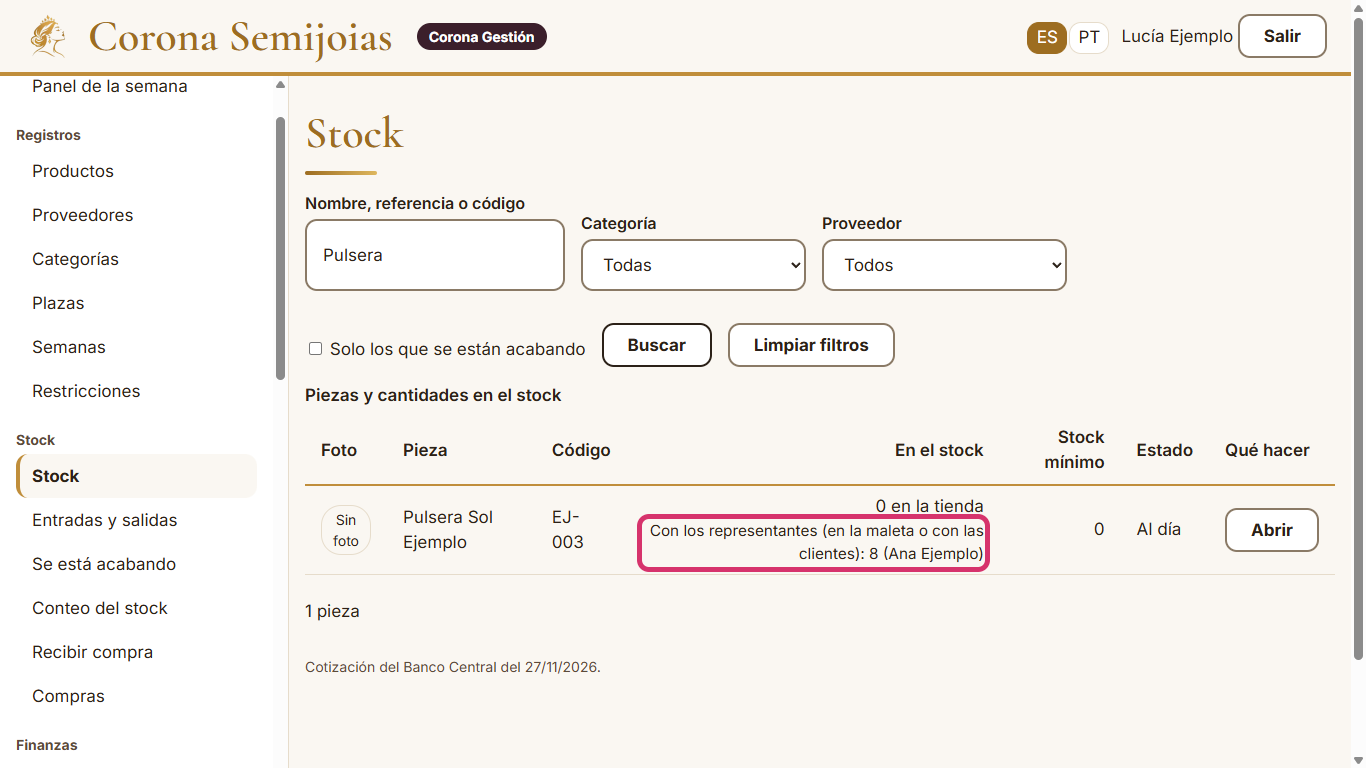 Corona Semijoias
Corona Gestión
ES PT Lucía Ejemplo Salir
Panel de la semana
Registros
Productos
Proveedores
Categorías
Plazas
Semanas
Restricciones
Stock
Stock
Entradas y salidas
Se está acabando
Conteo del stock
Recibir compra
Compras
Finanzas
Stock
Nombre, referencia o código
Pulsera
Categoría
Todas
Proveedor
Todos
Solo los que se están acabando
Buscar
Limpiar filtros
Piezas y cantidades en el stock
Foto Pieza Código En el stock Stock mínimo Estado Qué hacer
Sin foto
Pulsera Sol Ejemplo
EJ-003
0 en la tienda
Con los representantes (en la maleta o con las
clientes): 8 (Ana Ejemplo)
0
Al día
Abrir
1 pieza
Cotización del Banco Central del 27/11/2026.